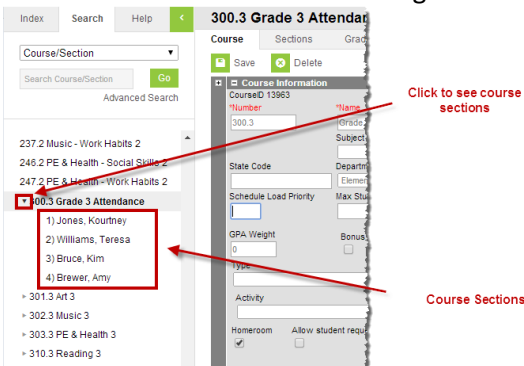 Index Search Help <
Course/Section
Search Course/Section Go
Advanced Search
237.2 Music - Work Habits 2
246.2 PE & Health - Social Skills 2
247.2 PE & Health - Work Habits 2
300.3 Grade 3 Attendance
1) Jones, Kourtney
2) Williams, Teresa
3) Bruce, Kim
4) Brewer, Amy
301.3 Art 3
302.3 Music 3
303.3 PE & Health 3
310.3 Reading 3
300.3 Grade 3 Attendan
Course Sections Grad
Save Delete
Course Information
CourseID 13963
*Number *Name
300.3 Grade
Subject
State Code Departm
Elemen
Schedule Load Priority Max Stu
GPA Weight Bonus
0
Type
Activity
Homeroom Allow student requ
Click to see course
sections
Course Sections